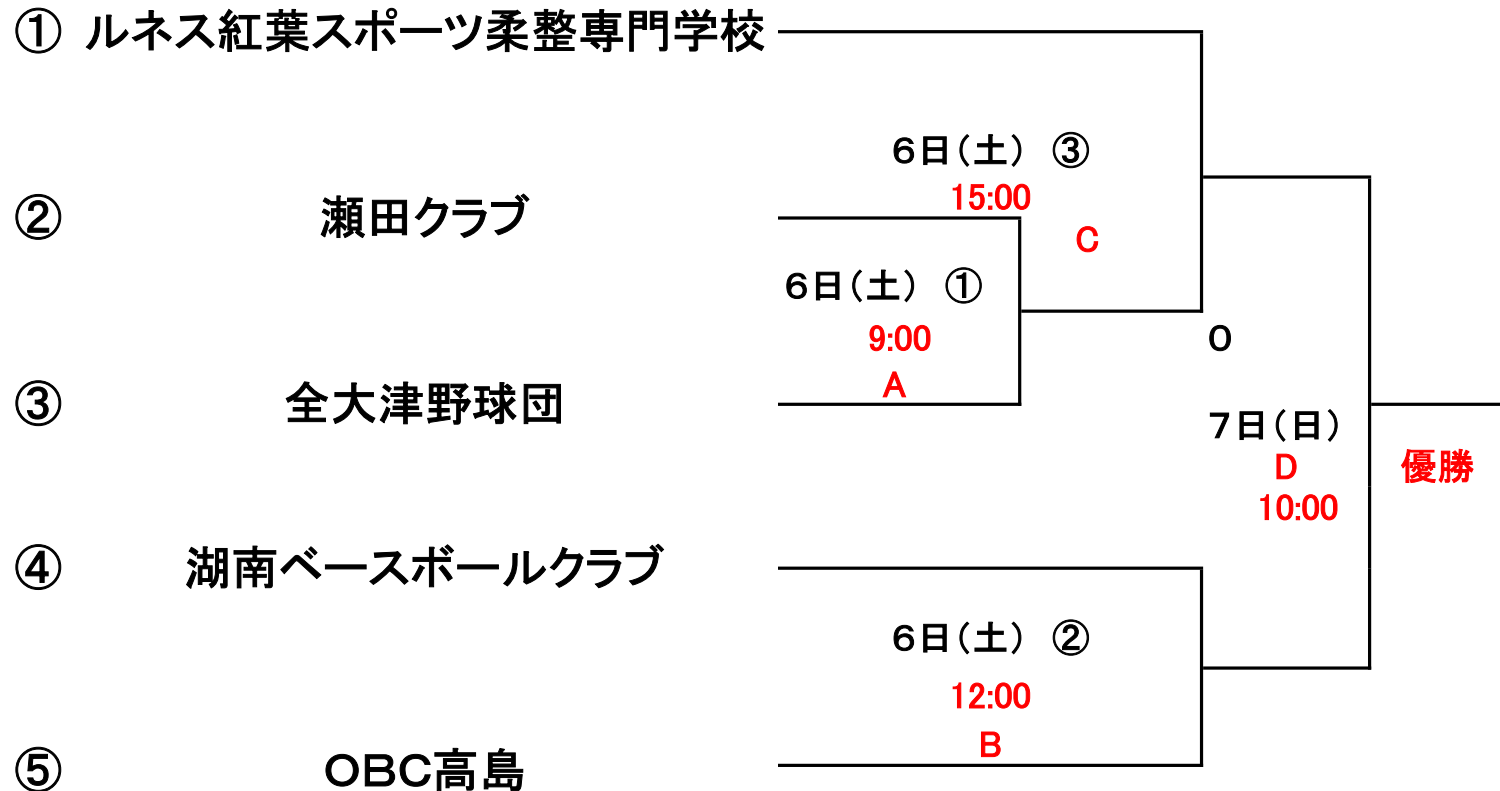 ① ルネス紅葉スポーツ柔整専門学校
6日(土) ③
15:00
② 瀬田クラブ
C
6日(土) ①
9:00
O
A
③ 全大津野球団
7日(日)
D
優勝
10:00
④ 湖南ベースボールクラブ
6日(土) ②
12:00
B
⑤ OBC高島